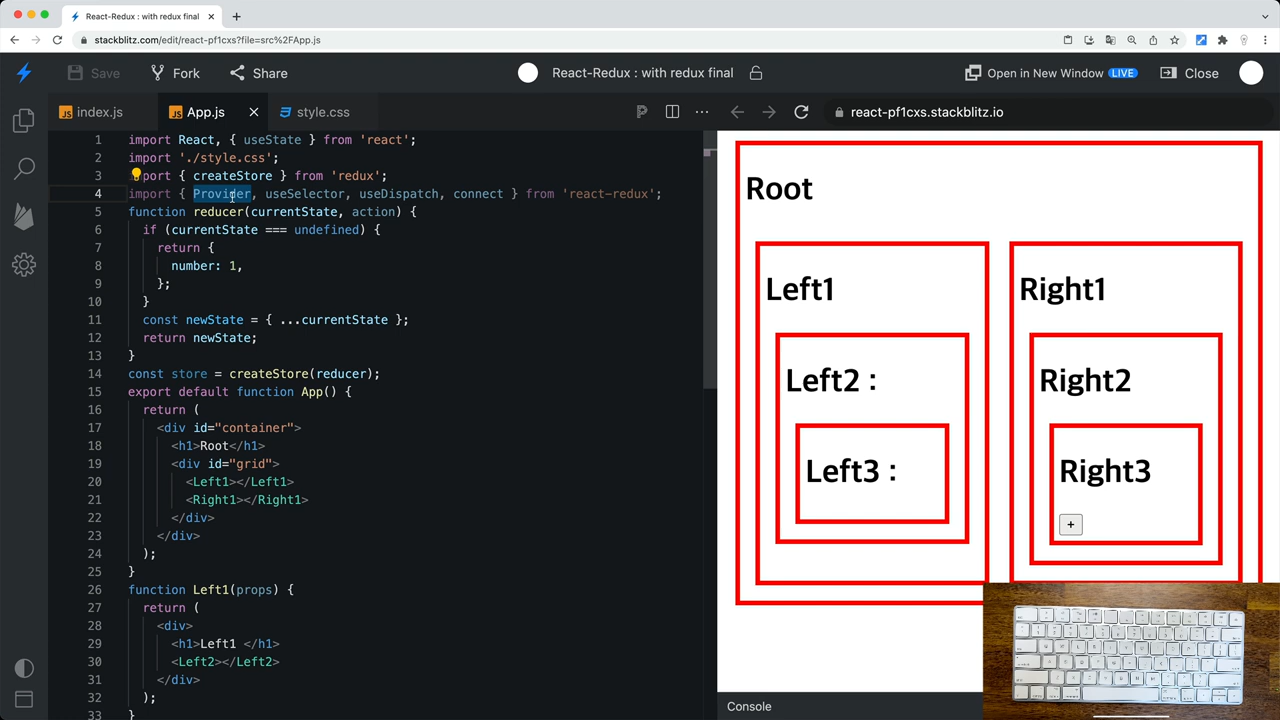 React-Redux : with redux final
stackblitz.com/edit/react-pf1cxs?file=src%2FApp.js
Save
Fork
Share
React-Redux : with redux final
Open in New Window
LIVE
Close
index.js
App.js
style.css
react-pf1cxs.stackblitz.io
1 import React, { useState } from 'react';
2 import './style.css';
3 port { createStore } from 'redux';
4 import { Provider, useSelector, useDispatch, connect } from 'react-redux';
5 function reducer(currentState, action) {
6 if (currentState === undefined) {
7 return {
8 number: 1,
9 };
10 }
11 const newState = { ...currentState };
12 return newState;
13 }
14 const store = createStore(reducer);
15 export default function App() {
16 return (
17 <div id="container">
18 <h1>Root</h1>
19 <div id="grid">
20 <Left1></Left1>
21 <Right1></Right1>
22 </div>
23 </div>
24 );
25 }
26 function Left1(props) {
27 return (
28 <div>
29 <h1>Left1 </h1>
30 <Left2></Left2>
31 </div>
32 );
33 }
Root
Left1
Left2 :
Left3 :
Right1
Right2
Right3
+
Console